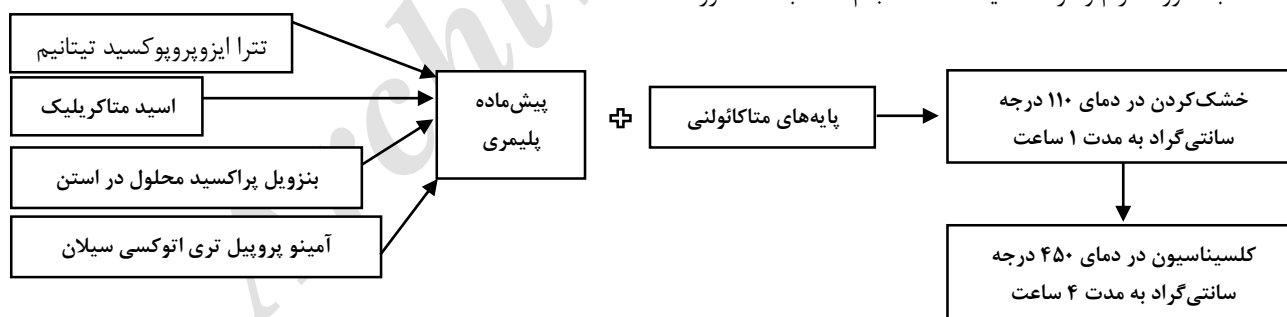 تترا ایزوپروپوکسید تیتانیم
اسید متاکریلیک
بنزویل پراکسید محلول در استن
آمینو پروپیل تری اتوکسی سیلان
پیش‌ماده
پلیمری
پایه‌های متاکائولنی
خشک‌کردن در دمای ۱۱۰ درجه
سانتی‌گراد به مدت ۱ ساعت
کلسیناسیون در دمای ۴۵۰ درجه
سانتی‌گراد به مدت ۴ ساعت